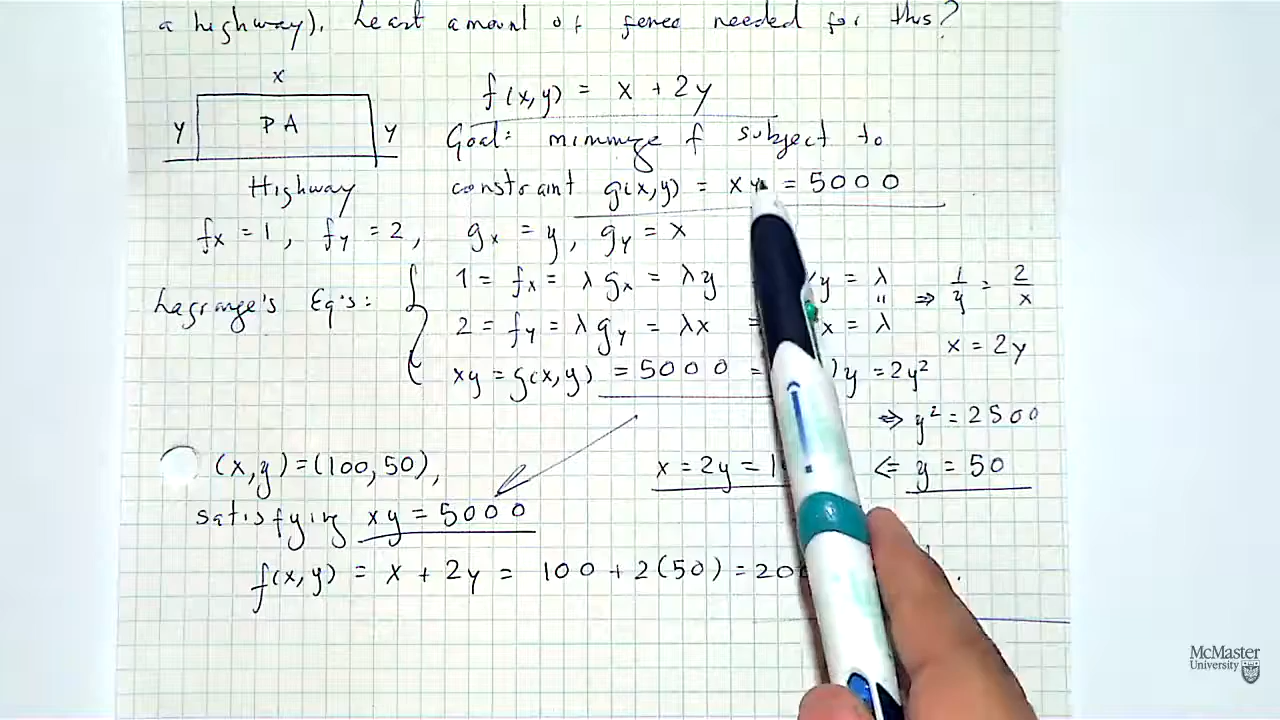 a highway). Least amount of fence needed for this?
x
f(x,y) = x + 2y
y PA y
Goal: minimize f subject to
Highway
constraint g(x,y) = xy = 5000
fx = 1, fy = 2, gx = y, gy = x
Lagrange's Eq's:
1 = fx = λ gx = λy y = λ
" ⇒ 1/y = 2/x
2 = fy = λ gy = λx = x = λ
x = 2y
xy = g(x,y) = 5000 = )y = 2y²
⇔ y² = 2500
(x,y) = (100,50), x = 2y = 1 ⇐ y = 50
satisfying xy = 5000
f(x,y) = x + 2y = 100 + 2(50) = 20
McMaster
University